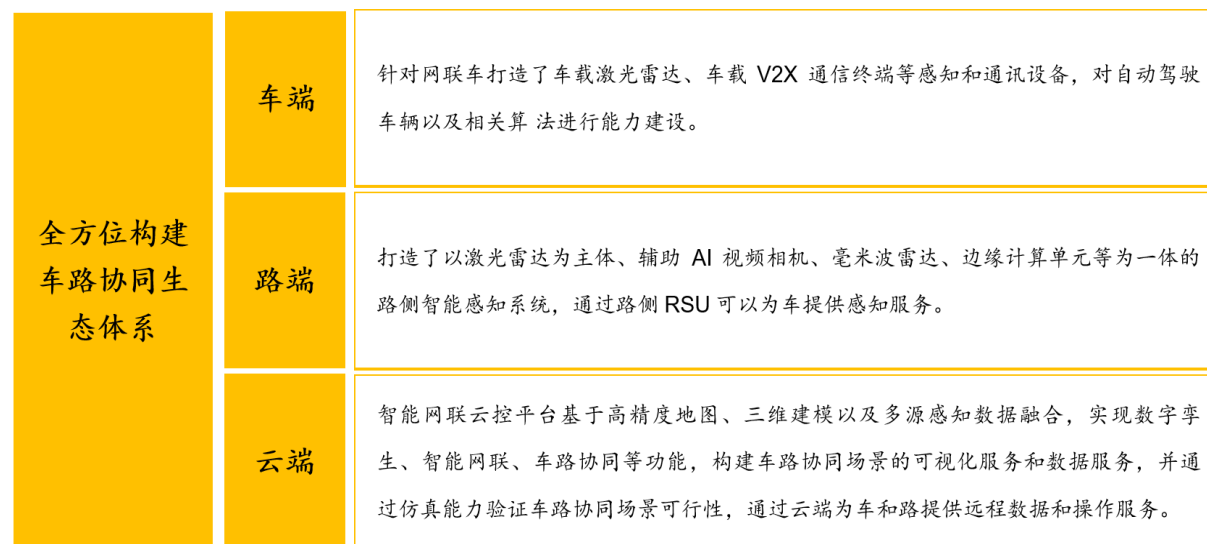 全方位构建
车路协同生
态体系
车端
针对网联车打造了车载激光雷达、车载 V2X 通信终端等感知和通讯设备，对自动驾驶
车辆以及相关算 法进行能力建设。
路端
打造了以激光雷达为主体、辅助 AI 视频相机、毫米波雷达、边缘计算单元等为一体的
路侧智能感知系统，通过路侧 RSU 可以为车提供感知服务。
云端
智能网联云控平台基于高精度地图、三维建模以及多源感知数据融合，实现数字孪
生、智能网联、车路协同等功能，构建车路协同场景的可视化服务和数据服务，并通
过仿真能力验证车路协同场景可行性，通过云端为车和路提供远程数据和操作服务。